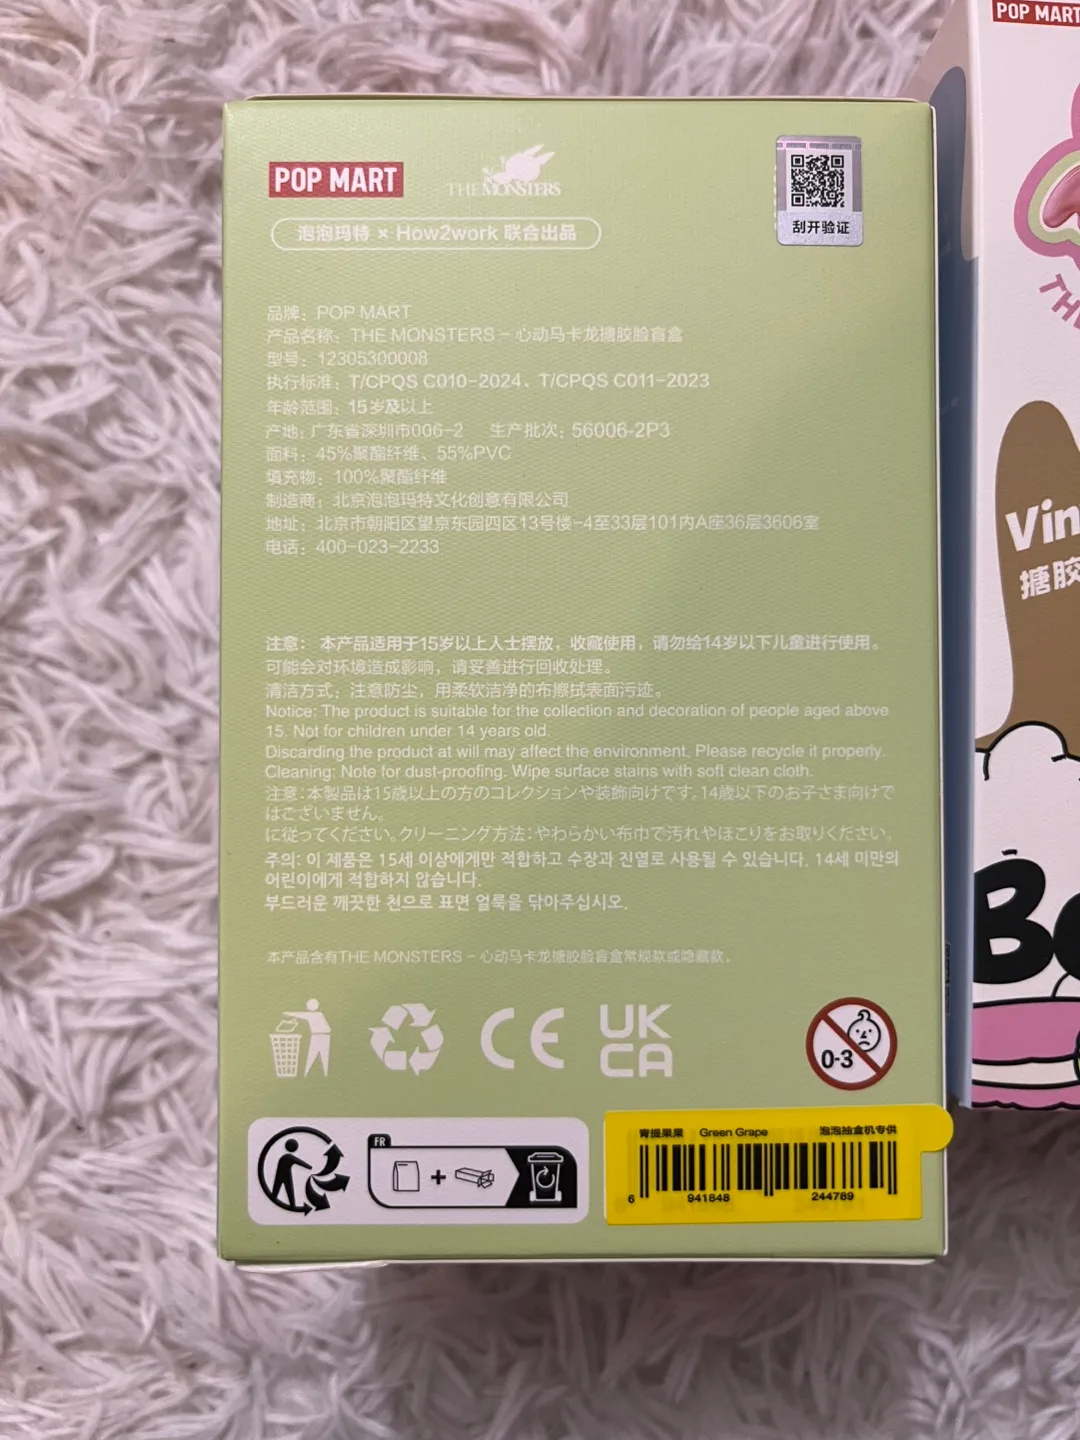 POP MART
THE MONSTERS
泡泡玛特 × How2work 联合出品
刮开验证
品牌：POP MART
产品名称：THE MONSTERS - 心动马卡龙搪胶脸盲盒
型号：12305300008
执行标准：T/CPQS C010-2024、T/CPQS C011-2023
年龄范围：15岁及以上
产地：广东省深圳市006-2 生产批次：56006-2P3
面料：45%聚酯纤维、55%PVC
填充物：100%聚酯纤维
制造商：北京泡泡玛特文化创意有限公司
地址：北京市朝阳区望京东园四区13号楼-4至33层101内A座36层3606室
电话：400-023-2233
注意：本产品适用于15岁以上人士摆放，收藏使用，请勿给14岁以下儿童进行使用。
可能会对环境造成影响，请妥善进行回收处理。
清洁方式：注意防尘，用柔软洁净的布擦拭表面污迹。
Notice: The product is suitable for the collection and decoration of people aged above
15. Not for children under 14 years old.
Discarding the product at will may affect the environment. Please recycle it properly.
Cleaning: Note for dust-proofing. Wipe surface stains with soft clean cloth.
注意：本製品は15歳以上の方のコレクションや装飾向けです。14歳以下のお子さま向けで
はございません。
に従ってください。クリーニング方法：やわらかい布巾で汚れやほこりをお取りください。
주의: 이 제품은 15세 이상에게만 적합하고 수장과 진열로 사용될 수 있습니다. 14세 미만의
어린이에게 적합하지 않습니다.
부드러운 깨끗한 천으로 표면 얼룩을 닦아주십시오.
本产品含有THE MONSTERS - 心动马卡龙搪胶脸盲盒常规款或隐藏款。
CE
UK
CA
0-3
FR
青提果果 Green Grape 泡泡抽盒机专供
6 941848 244789
POP MART
TH
Vin
搪胶
Be